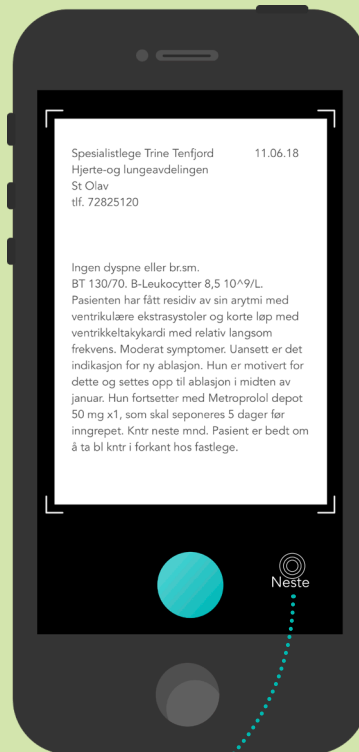 Spesialistlege Trine Tenfjord 11.06.18
Hjerte-og lungeavdelingen
St Olav
tlf. 72825120
Ingen dyspne eller br.sm.
BT 130/70. B-Leukocytter 8,5 10^9/L.
Pasienten har fått residiv av sin arytmi med
ventrikulære ekstrasystoler og korte løp med
ventrikkeltakykardi med relativ langsom
frekvens. Moderat symptomer. Uansett er det
indikasjon for ny ablasjon. Hun er motivert for
dette og settes opp til ablasjon i midten av
januar. Hun fortsetter med Metroprolol depot
50 mg x1, som skal seponeres 5 dager før
inngrepet. Kntr neste mnd. Pasient er bedt om
å ta bl kntr i forkant hos fastlege.
Neste